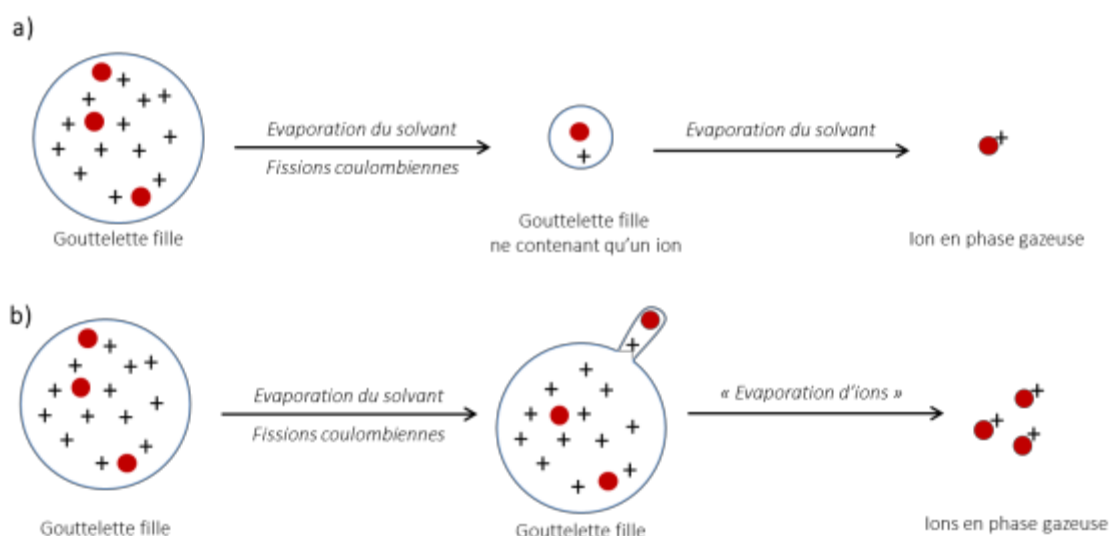 a)
Evaporation du solvant
Fissions coulombiennes
Evaporation du solvant
Gouttelette fille
Gouttelette fille
ne contenant qu'un ion
Ion en phase gazeuse
b)
Evaporation du solvant
Fissions coulombiennes
« Evaporation d'ions »
Gouttelette fille
Gouttelette fille
Ions en phase gazeuse